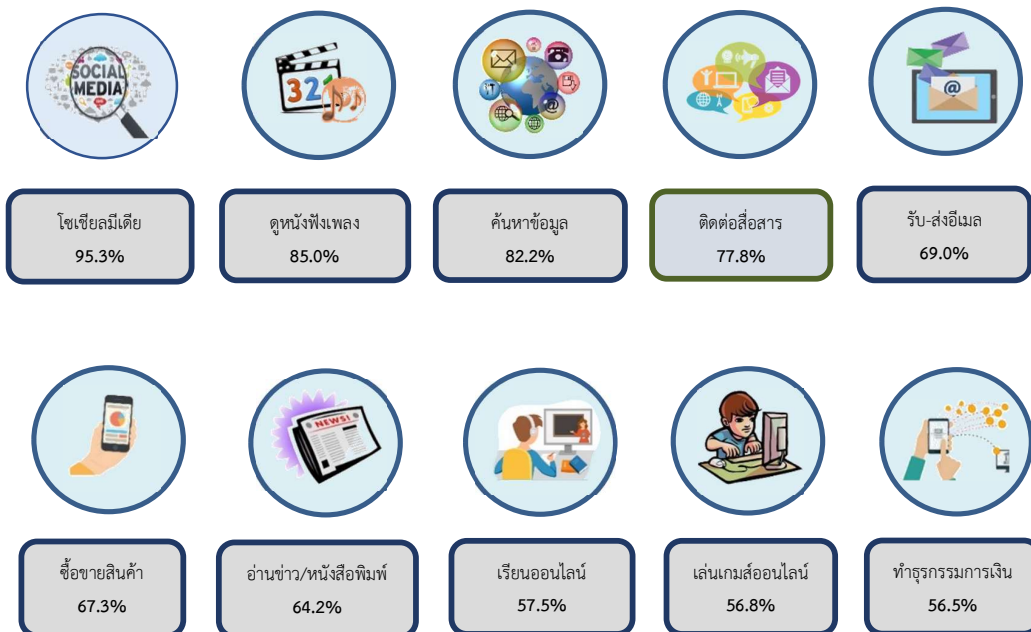 SOCIAL
MEDIA
321
@
@
โซเชียลมีเดีย
95.3%
ดูหนังฟังเพลง
85.0%
ค้นหาข้อมูล
82.2%
ติดต่อสื่อสาร
77.8%
รับ-ส่งอีเมล
69.0%
NEWS!
ซื้อขายสินค้า
67.3%
อ่านข่าว/หนังสือพิมพ์
64.2%
เรียนออนไลน์
57.5%
เล่นเกมส์ออนไลน์
56.8%
ทำธุรกรรมการเงิน
56.5%